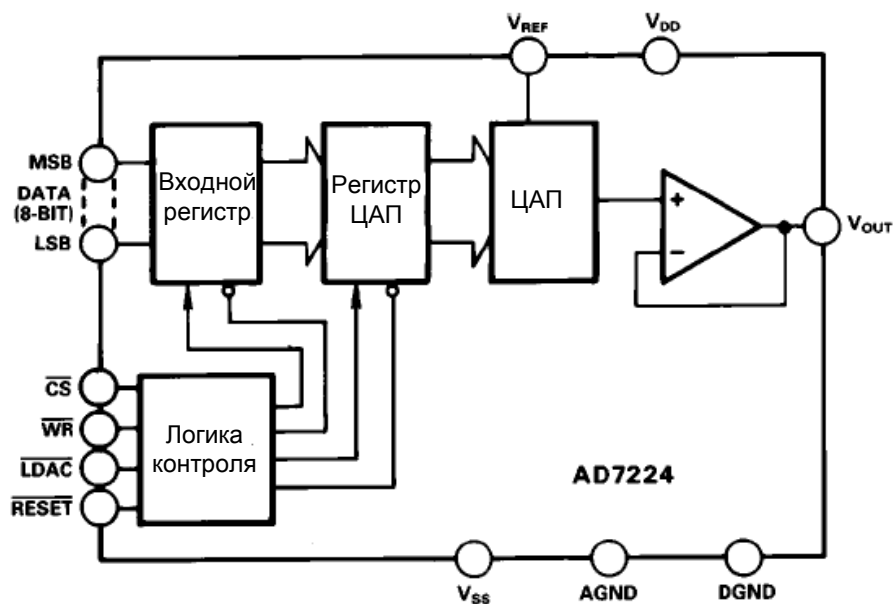 V_REF
V_DD
MSB
DATA
(8-BIT)
LSB
Входной
регистр
Регистр
ЦАП
ЦАП
+
−
V_OUT
CS
WR
LDAC
RESET
Логика
контроля
AD7224
V_SS
AGND
DGND